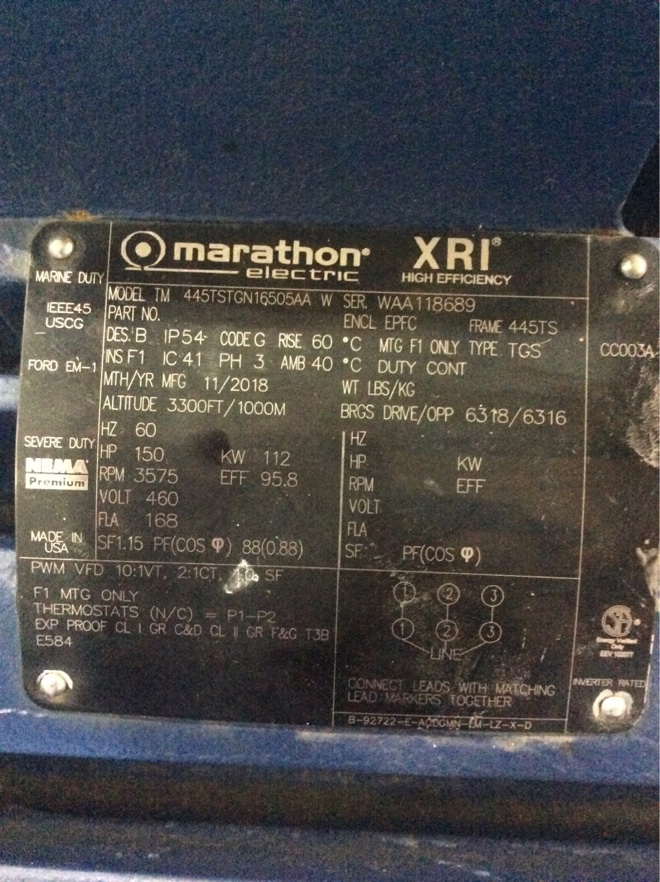 marathon®
electric
XRI®
HIGH EFFICIENCY
MARINE DUTY
IEEE45
USCG
FORD EM-1
SEVERE DUTY
NEMA
Premium
MADE IN
USA
MODEL TM 445TSTGN16505AA W SER. WAA118689
PART NO. ENCL EPFC FRAME 445TS
DES. B IP54 CODE G RISE 60 °C MTG F1 ONLY TYPE TGS
INS F1 IC 41 PH 3 AMB 40 °C DUTY CONT
MTH/YR MFG 11/2018 WT LBS/KG
ALTITUDE 3300FT/1000M BRGS DRIVE/OPP 6318/6316
HZ 60
HP 150 KW 112
RPM 3575 EFF 95.8
VOLT 460
FLA 168
SF1.15 PF(COS φ) 88(0.88)
HZ
HP KW
RPM EFF
VOLT
FLA
SF PF(COS φ)
PWM VFD 10:1VT, 2:1CT, SF
F1 MTG ONLY
THERMOSTATS (N/C) = P1-P2
EXP PROOF CL I GR C&D CL II GR F&G T3B
E584
1 2 3
1 2 3
LINE
CONNECT LEADS WITH MATCHING
LEAD MARKERS TOGETHER
B-92722-E-ACDGMN-EM-LZ-X-D
CC003A
Energy Verified
Only
INVERTER RATED